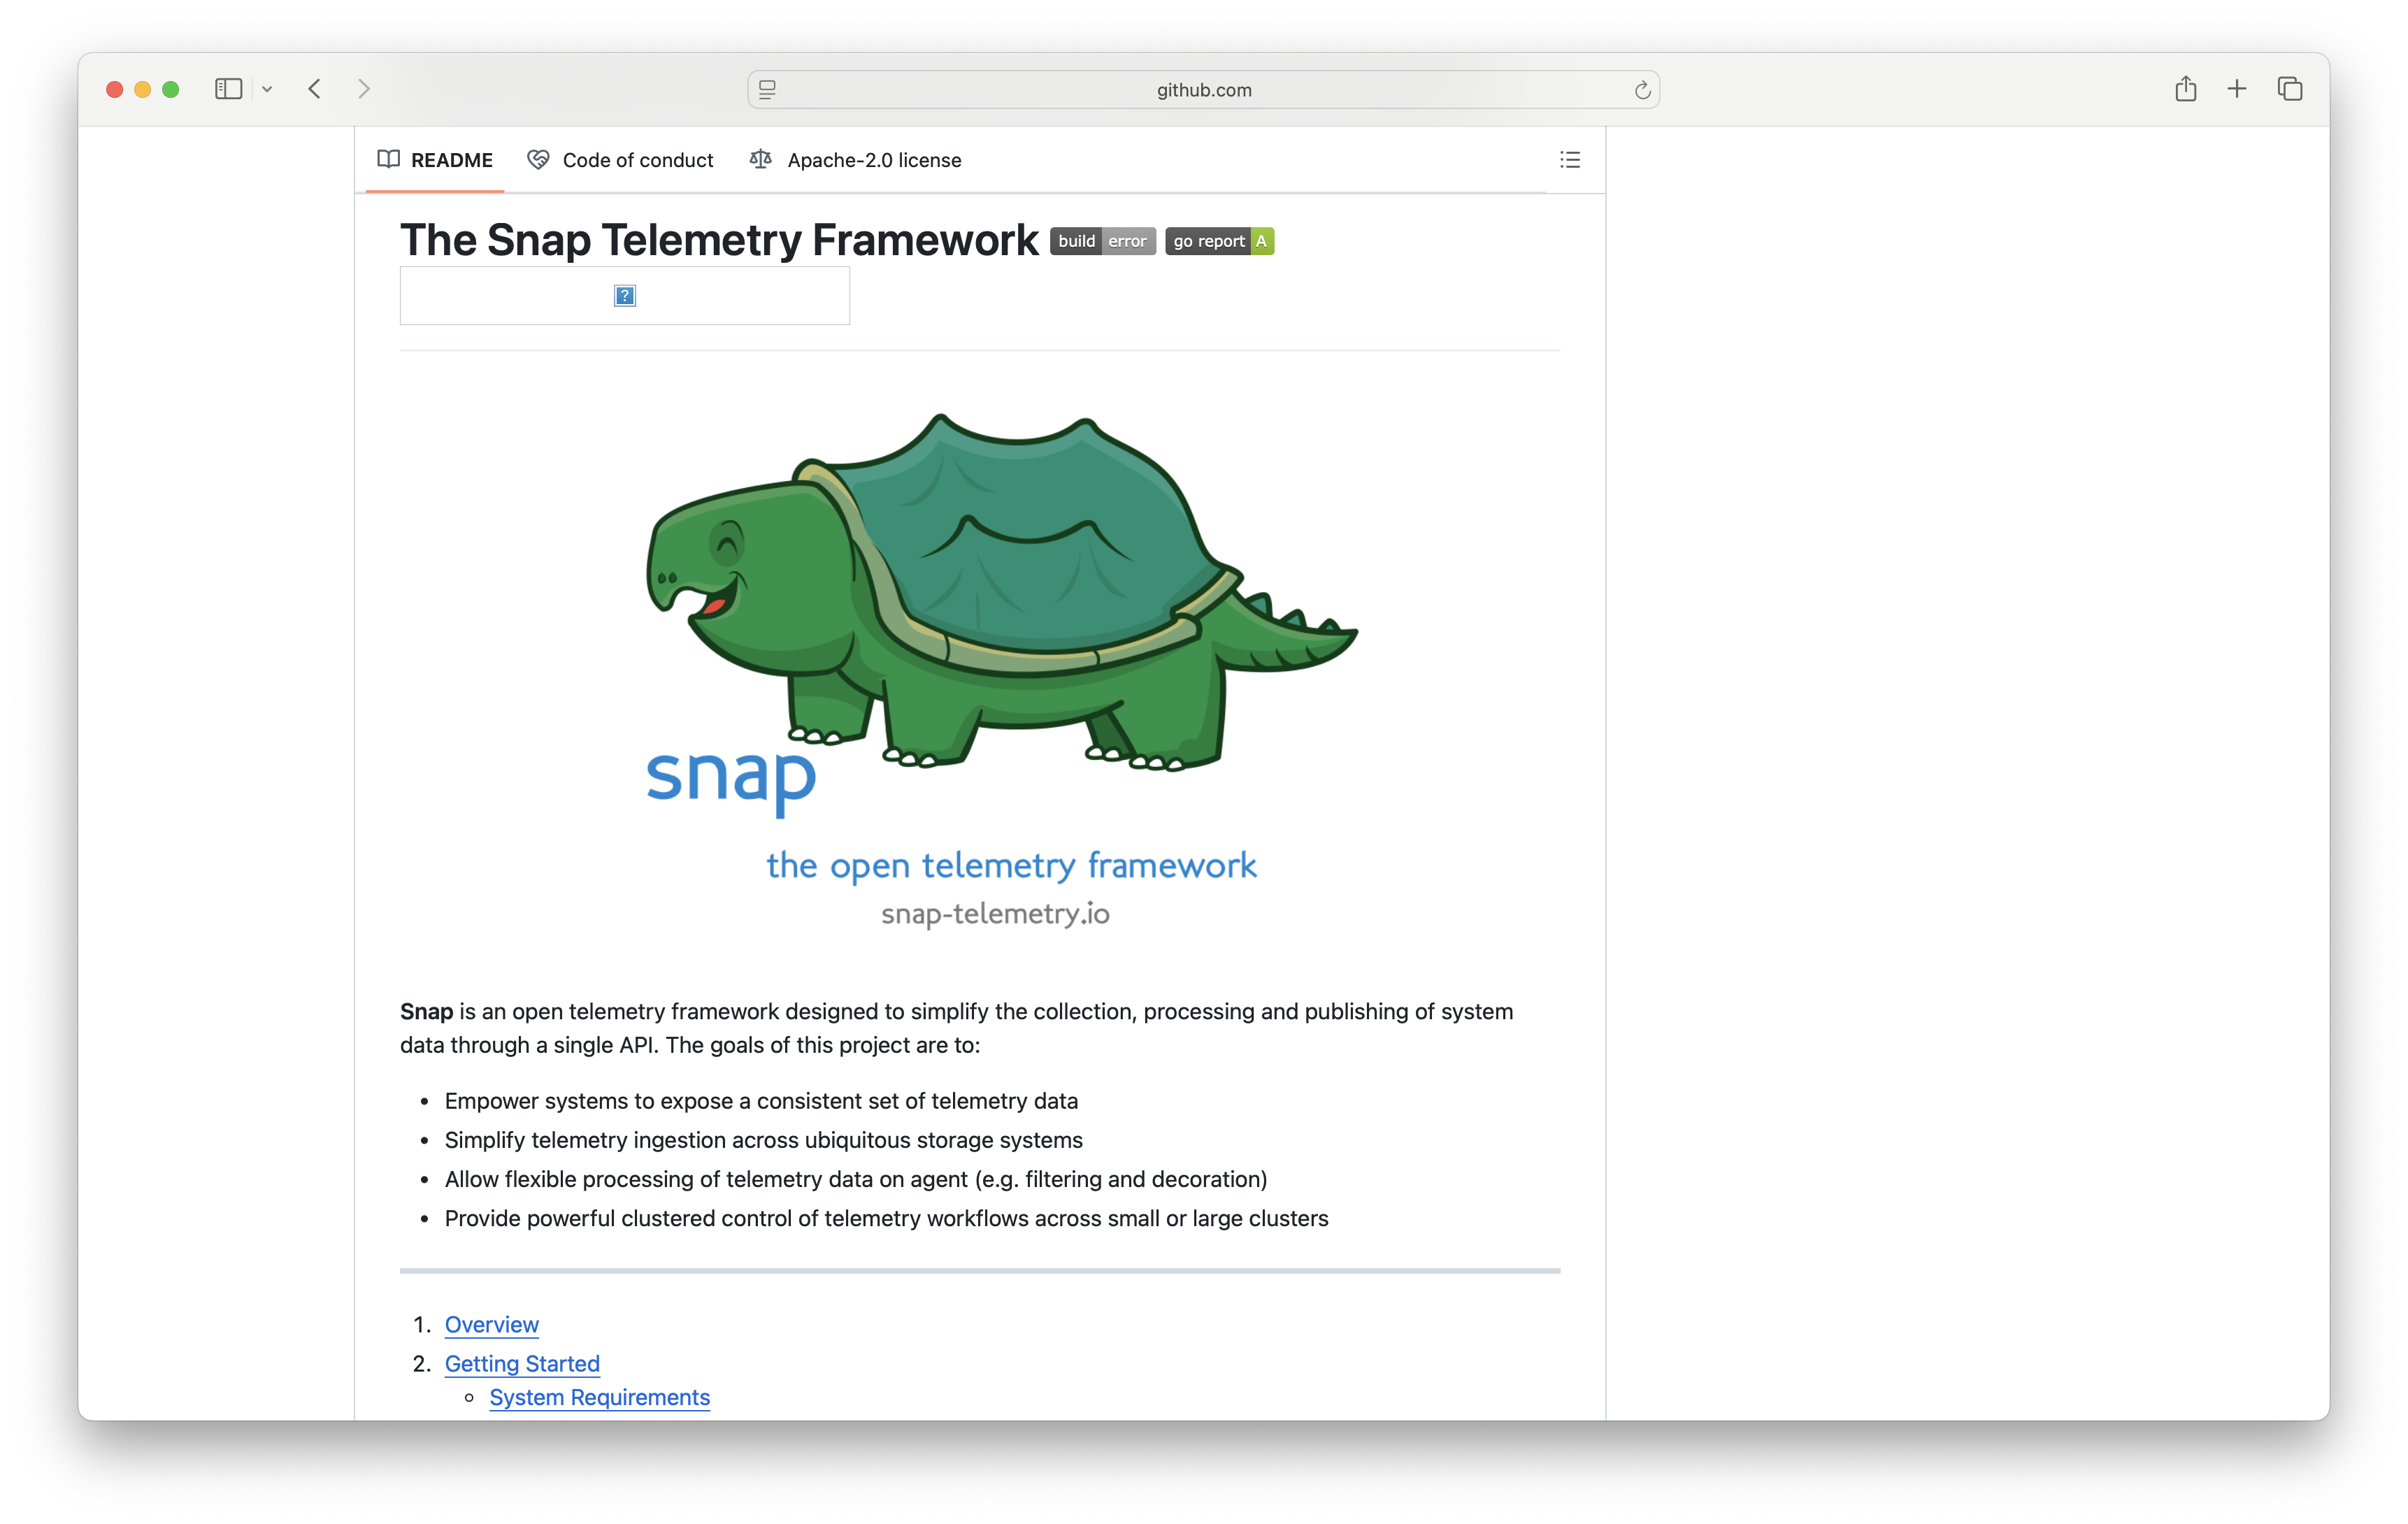 github.com
README Code of conduct Apache-2.0 license
The Snap Telemetry Framework build error go report A
?
snap
the open telemetry framework
snap-telemetry.io
Snap is an open telemetry framework designed to simplify the collection, processing and publishing of system
data through a single API. The goals of this project are to:
• Empower systems to expose a consistent set of telemetry data
• Simplify telemetry ingestion across ubiquitous storage systems
• Allow flexible processing of telemetry data on agent (e.g. filtering and decoration)
• Provide powerful clustered control of telemetry workflows across small or large clusters
1. Overview
2. Getting Started
◦ System Requirements